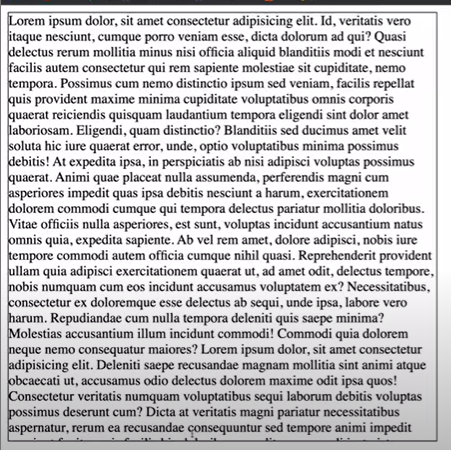 Lorem ipsum dolor, sit amet consectetur adipisicing elit. Id, veritatis vero
itaque nesciunt, cumque porro veniam esse, dicta dolorum ad qui? Quasi
delectus rerum mollitia minus nisi officia aliquid blanditiis modi et nesciunt
facilis autem consectetur qui rem sapiente molestiae sit cupiditate, nemo
tempora. Possimus cum nemo distinctio ipsum sed veniam, facilis repellat
quis provident maxime minima cupiditate voluptatibus omnis corporis
quaerat reiciendis quisquam laudantium tempora eligendi sint dolor amet
laboriosam. Eligendi, quam distinctio? Blanditiis sed ducimus amet velit
soluta hic iure quaerat error, unde, optio voluptatibus minima possimus
debitis! At expedita ipsa, in perspiciatis ab nisi adipisci voluptas possimus
quaerat. Animi quae placeat nulla assumenda, perferendis magni cum
asperiores impedit quas ipsa debitis nesciunt a harum, exercitationem
dolorem commodi cumque qui tempora delectus pariatur mollitia doloribus.
Vitae officiis nulla asperiores, est sunt, voluptas incidunt accusantium natus
omnis quia, expedita sapiente. Ab vel rem amet, dolore adipisci, nobis iure
tempore commodi autem officia cumque nihil quasi. Reprehenderit provident
ullam quia adipisci exercitationem quaerat ut, ad amet odit, delectus tempore,
nobis numquam cum eos incidunt accusamus voluptatem ex? Necessitatibus,
consectetur ex doloremque esse delectus ab sequi, unde ipsa, labore vero
harum. Repudiandae cum nulla tempora deleniti quis saepe minima?
Molestias accusantium illum incidunt commodi! Commodi quia dolorem
neque nemo consequatur maiores? Lorem ipsum dolor, sit amet consectetur
adipisicing elit. Deleniti saepe recusandae magnam mollitia sint animi atque
obcaecati ut, accusamus odio delectus dolorem maxime odit ipsa quos!
Consectetur veritatis numquam voluptatibus sequi laborum debitis voluptas
possimus deserunt cum? Dicta at veritatis magni pariatur necessitatibus
aspernatur, rerum ea recusandae consequuntur sed tempore animi impedit